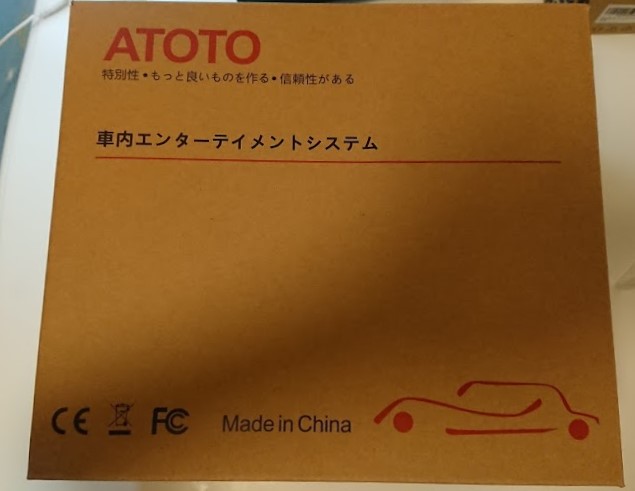 ATOTO
特別性•もっと良いものを作る•信頼性がある
車内エンターテイメントシステム
CE FC Made in China